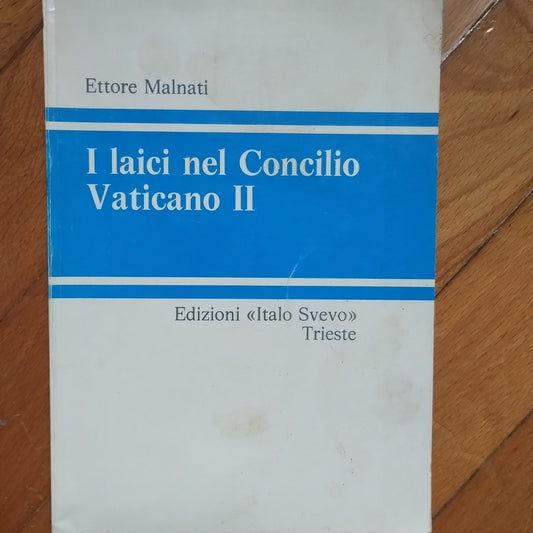 Ettore Malnati
I laici nel Concilio
Vaticano II
Edizioni «Italo Svevo»
Trieste